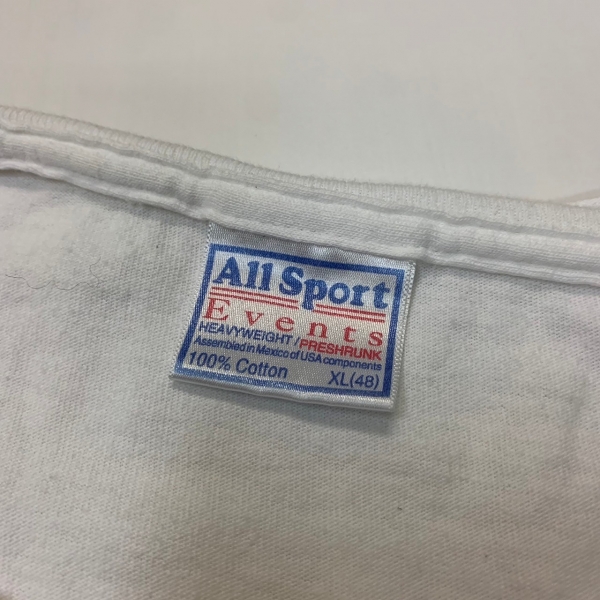 All Sport
Events
HEAVYWEIGHT / PRESHRUNK
Assembled in Mexico of USA components
100% Cotton XL(48)